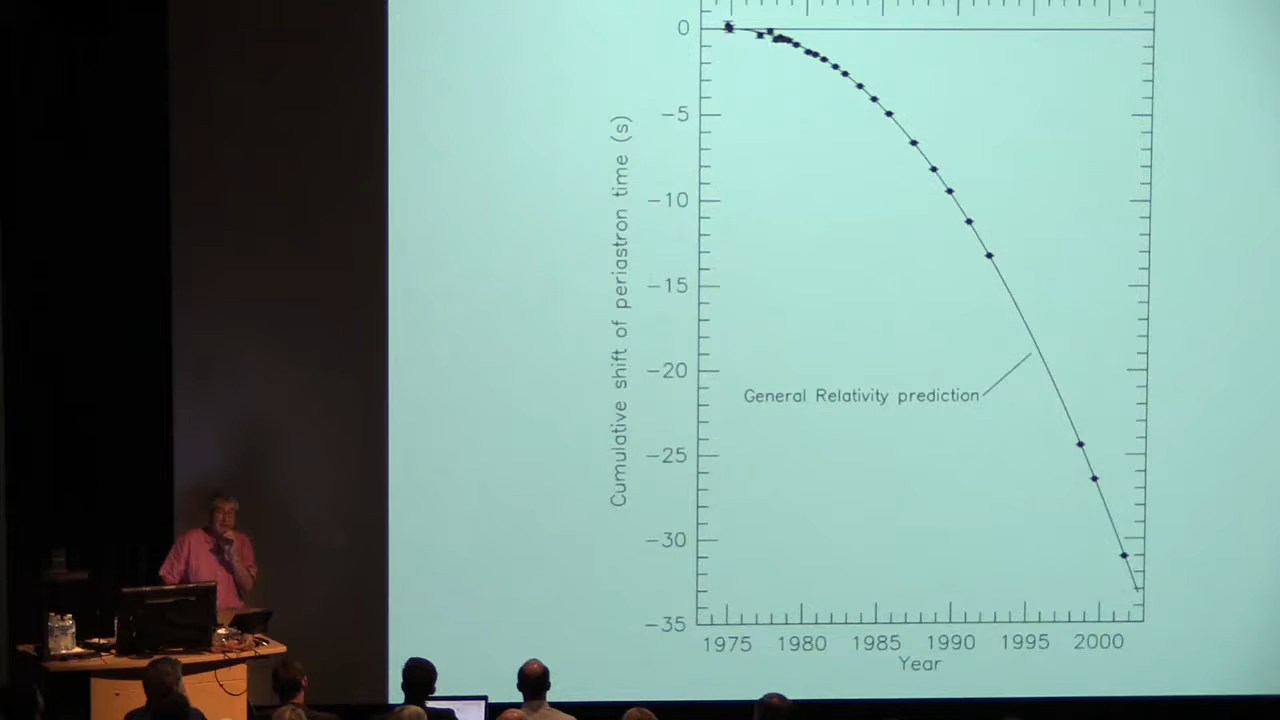 0
−5
−10
−15
−20
−25
−30
−35
Cumulative shift of periastron time (s)
General Relativity prediction
1975 1980 1985 1990 1995 2000
Year